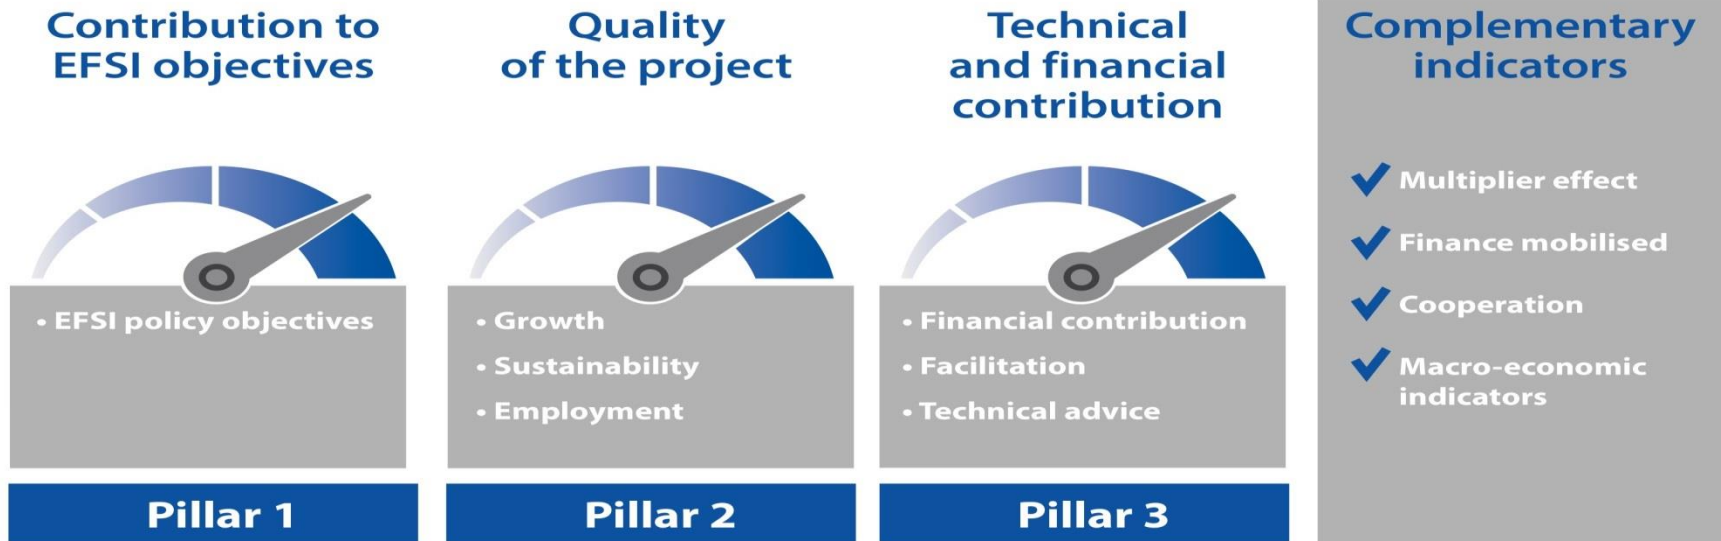 Contribution to
EFSI objectives
• EFSI policy objectives
Pillar 1
Quality
of the project
• Growth
• Sustainability
• Employment
Pillar 2
Technical
and financial
contribution
• Financial contribution
• Facilitation
• Technical advice
Pillar 3
Complementary
indicators
Multiplier effect
Finance mobilised
Cooperation
Macro-economic
indicators